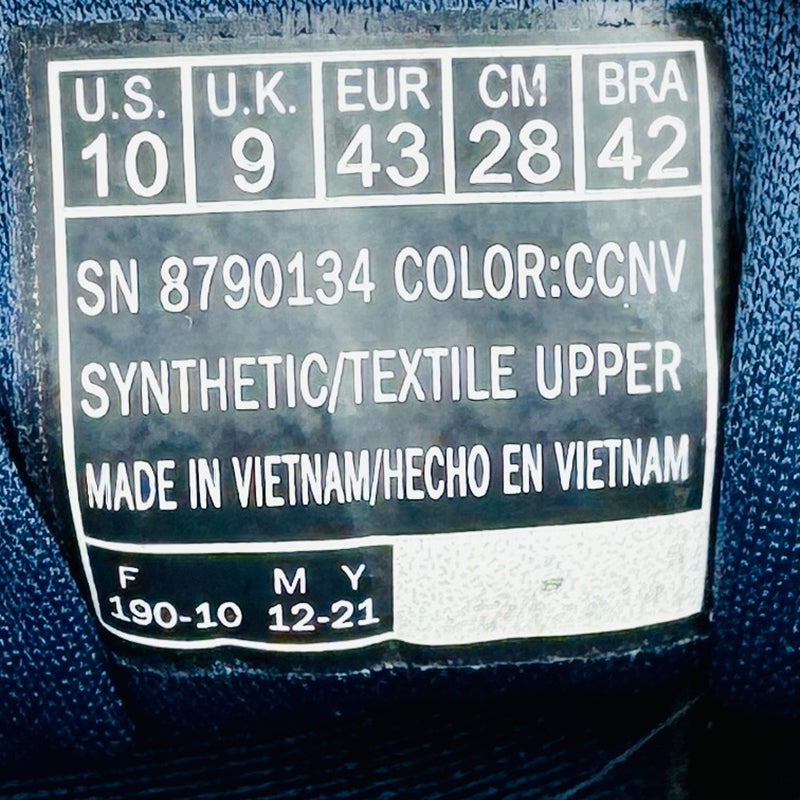 U.S. U.K. EUR CM BRA
10 9 43 28 42
SN 8790134 COLOR:CCNV
SYNTHETIC/TEXTILE UPPER
MADE IN VIETNAM/HECHO EN VIETNAM
F M Y
190-10 12-21